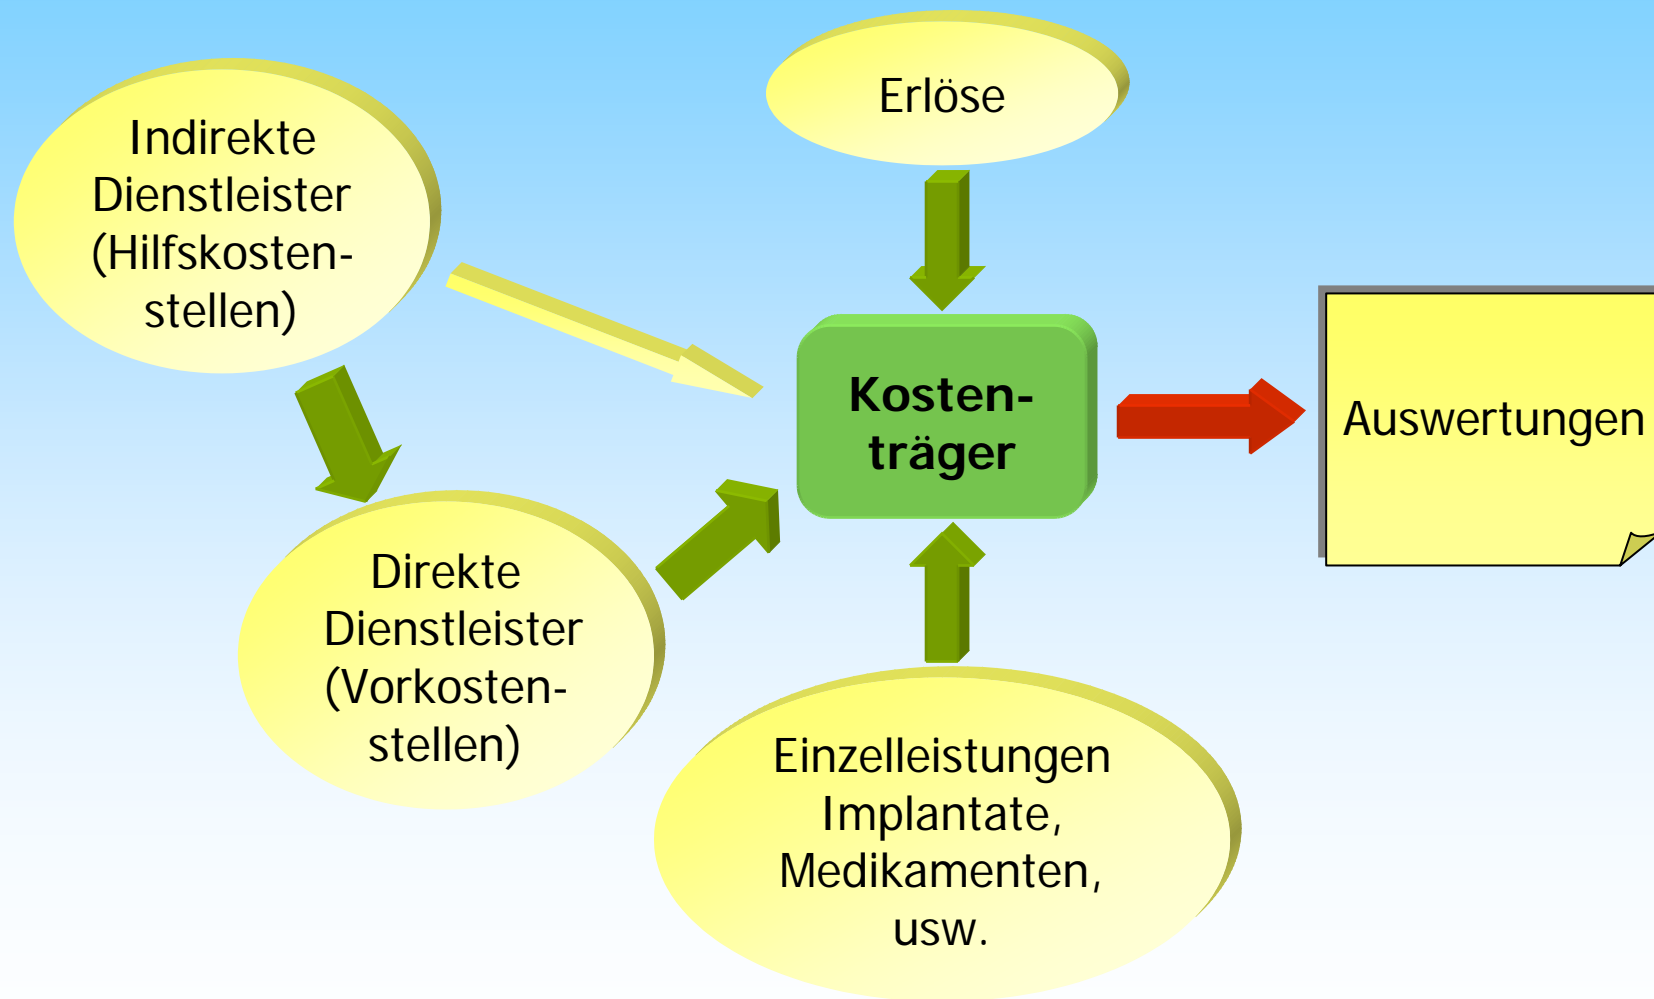 Erlöse
Indirekte
Dienstleister
(Hilfskosten-
stellen)
Kosten-
träger
Auswertungen
Direkte
Dienstleister
(Vorkosten-
stellen)
Einzelleistungen
Implantate,
Medikamenten,
usw.